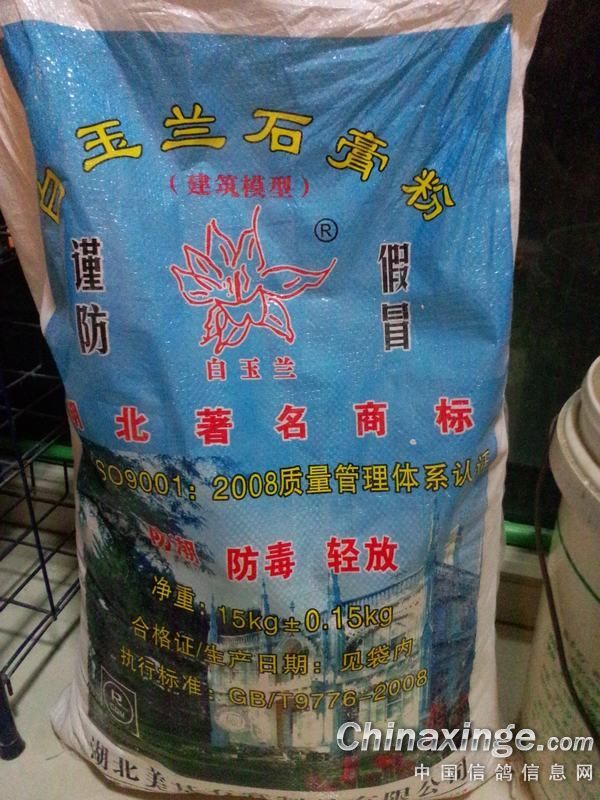 白玉兰石膏粉
（建筑模型）
®
谨防
假冒
白玉兰
湖北著名商标
ISO9001：2008质量管理体系认证
防潮 防毒 轻放
净重：15kg±0.15kg
合格证/生产日期：见袋内
执行标准：GB/T9776-2008
湖北美
公司
Chinaxinge.com
中国信鸽信息网